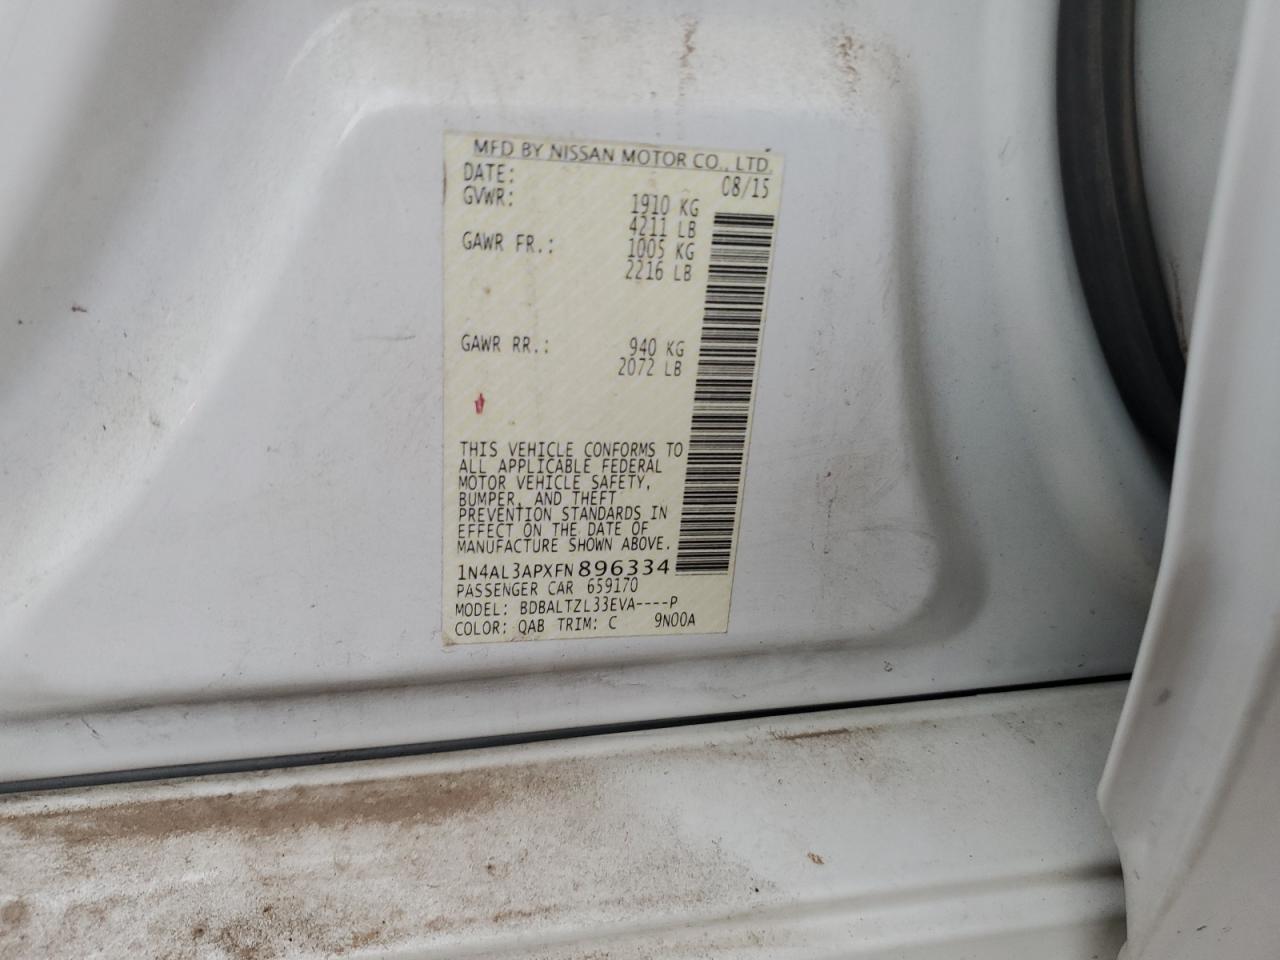 MFD BY NISSAN MOTOR CO., LTD.
DATE: 08/15
GVWR: 1910 KG
4211 LB
GAWR FR.: 1005 KG
2216 LB
GAWR RR.: 940 KG
2072 LB
THIS VEHICLE CONFORMS TO
ALL APPLICABLE FEDERAL
MOTOR VEHICLE SAFETY,
BUMPER, AND THEFT
PREVENTION STANDARDS IN
EFFECT ON THE DATE OF
MANUFACTURE SHOWN ABOVE.
1N4AL3APXFN896334
PASSENGER CAR 659170
MODEL: BDBALTZL33EVA----P
COLOR: QAB TRIM: C 9N00A